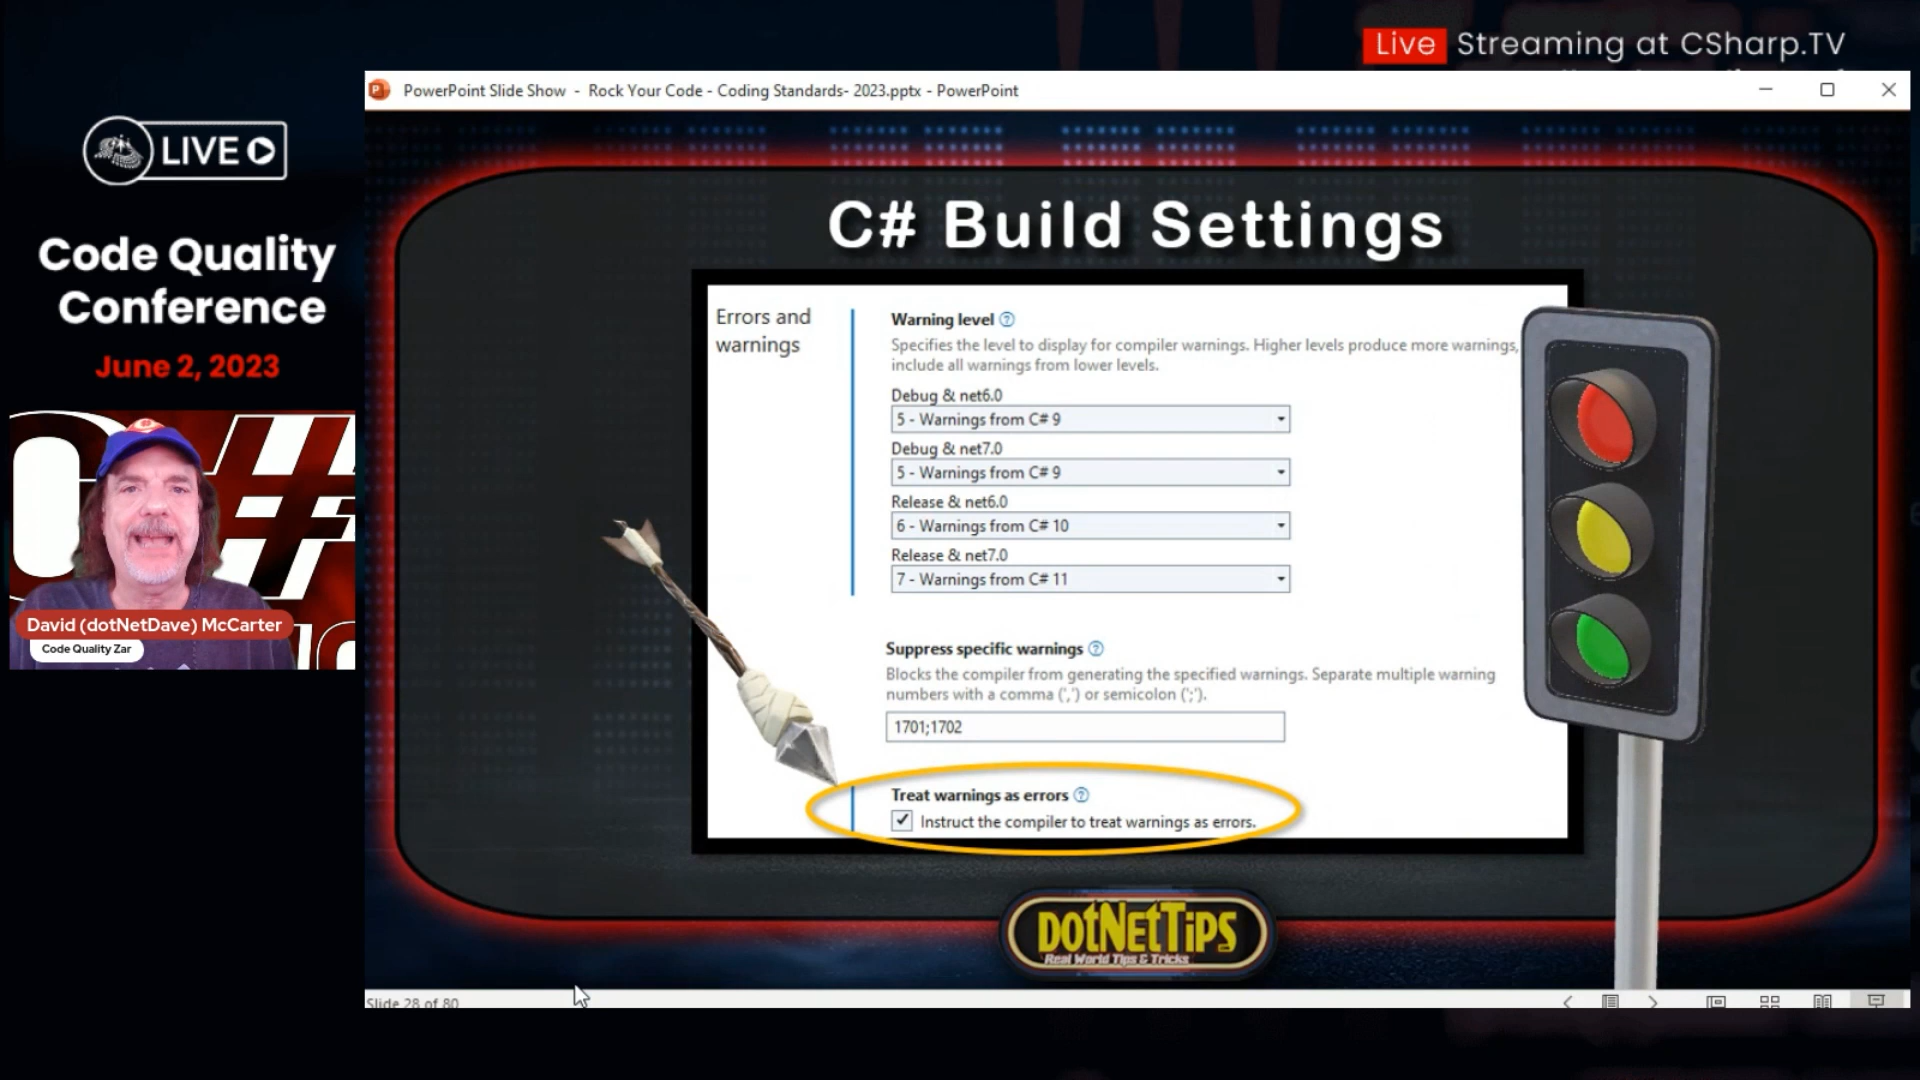 Live Streaming at CSharp.TV
PowerPoint Slide Show - Rock Your Code - Coding Standards- 2023.pptx - PowerPoint
LIVE
Code Quality
Conference
June 2, 2023
David (dotNetDave) McCarter
Code Quality Zar
C# Build Settings
Errors and
warnings
Warning level
Specifies the level to display for compiler warnings. Higher levels produce more warnings,
include all warnings from lower levels.
Debug & net6.0
5 - Warnings from C# 9
Debug & net7.0
5 - Warnings from C# 9
Release & net6.0
6 - Warnings from C# 10
Release & net7.0
7 - Warnings from C# 11
Suppress specific warnings
Blocks the compiler from generating the specified warnings. Separate multiple warning
numbers with a comma (',') or semicolon (';').
1701;1702
Treat warnings as errors
Instruct the compiler to treat warnings as errors.
dotNetTips
Real World Tips & Tricks
Slide 28 of 80